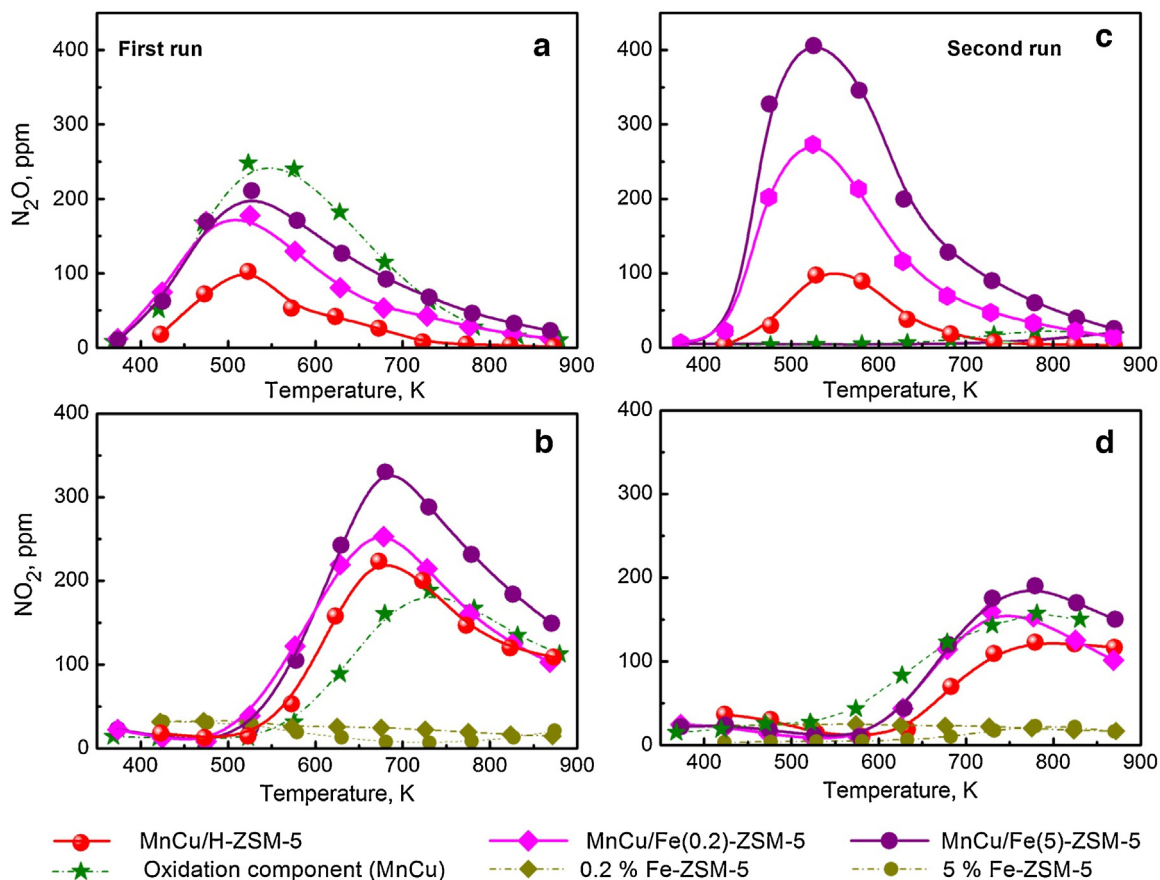 First run
a
N2O, ppm
400
300
200
100
0
400 500 600 700 800 900
Temperature, K
Second run
c
400
300
200
100
0
400 500 600 700 800 900
Temperature, K
b
NO2, ppm
400
300
200
100
0
400 500 600 700 800 900
Temperature, K
d
400
300
200
100
0
400 500 600 700 800 900
Temperature, K
MnCu/H-ZSM-5 MnCu/Fe(0.2)-ZSM-5 MnCu/Fe(5)-ZSM-5
Oxidation component (MnCu) 0.2 % Fe-ZSM-5 5 % Fe-ZSM-5